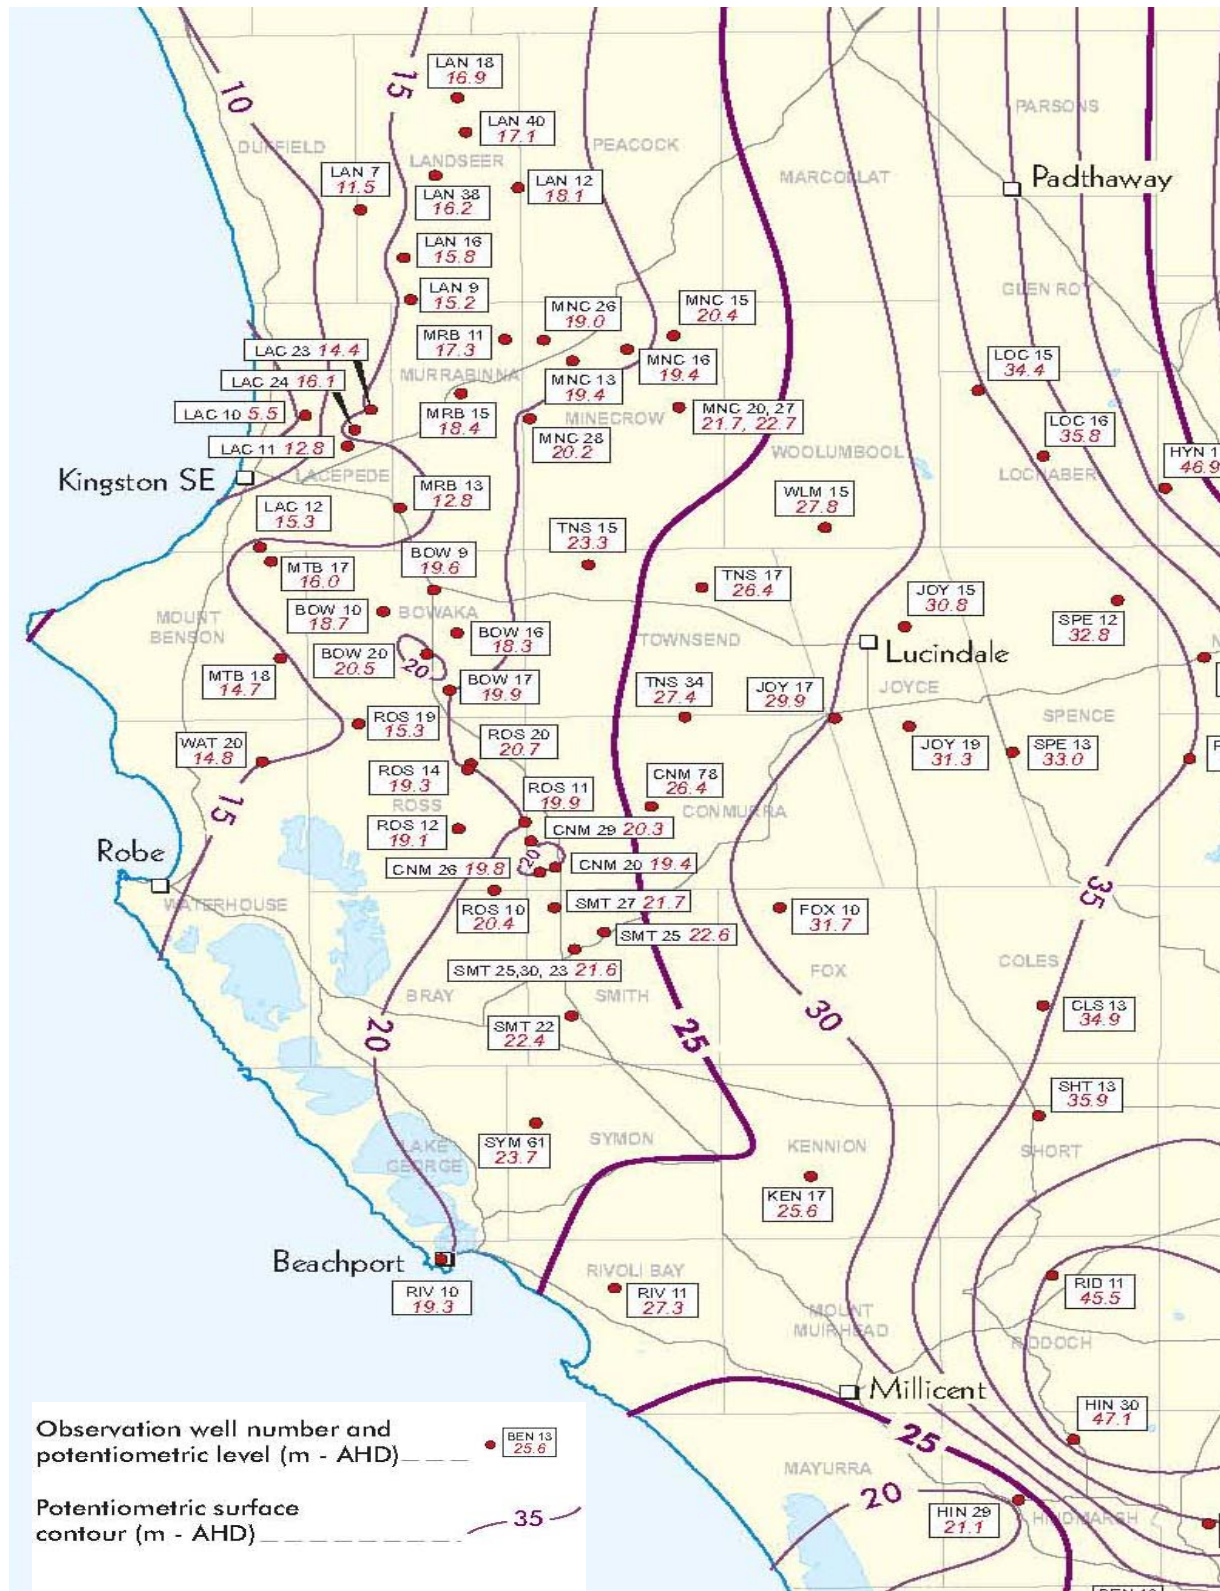 10
15
LAN 18
16.9
LAN 40
17.1
DUFFIELD
LANDSEER
PEACOCK
PARSONS
LAN 7
11.5
LAN 38
16.2
LAN 12
18.1
MARCOLLAT
Padthaway
LAN 16
15.8
LAN 9
15.2
GLEN RO
MNC 26
19.0
MNC 15
20.4
MRB 11
17.3
LAC 23 14.4
MNC 16
19.4
LOC 15
34.4
MURRABINNA
LAC 24 16.1
MNC 13
19.4
LAC 10 5.5
MRB 15
18.4
MINECROW
MNC 20, 27
21.7, 22.7
LOC 16
35.8
LAC 11 12.8
MNC 28
20.2
WOOLUMBOOL
HYN 1
46.9
Kingston SE
LACEPEDE
MRB 13
12.8
LOCHABER
WLM 15
27.8
LAC 12
15.3
TNS 15
23.3
BOW 9
19.6
MTB 17
16.0
TNS 17
26.4
JOY 15
30.8
MOUNT
BENSON
BOW 10
18.7
BOWAKA
SPE 12
32.8
BOW 16
18.3
TOWNSEND
Lucindale
BOW 20
20.5
20
MTB 18
14.7
BOW 17
19.9
TNS 34
27.4
JOY 17
29.9
JOYCE
SPENCE
ROS 19
15.3
WAT 20
14.8
ROS 20
20.7
JOY 19
31.3
SPE 13
33.0
ROS 14
19.3
CNM 78
26.4
ROSS
ROS 11
19.9
CONMURRA
15
ROS 12
19.1
CNM 29 20.3
Robe
CNM 26 19.8
20
CNM 20 19.4
35
WATERHOUSE
ROS 10
20.4
SMT 27 21.7
FOX 10
31.7
SMT 25 22.6
SMT 25,30, 23 21.6
FOX
COLES
BRAY
SMITH
CLS 13
34.9
20
SMT 22
22.4
25
30
SHT 13
35.9
LAKE
GEORGE
SYM 61
23.7
SYMON
KENNION
SHORT
KEN 17
25.6
Beachport
RIVOLI BAY
RIV 10
19.3
RIV 11
27.3
RID 11
45.5
MOUNT
MUIRHEAD
RIDDOCH
Millicent
HIN 30
47.1
25
MAYURRA
20
HIN 29
21.1
HINDMARSH
Observation well number and
potentiometric level (m - AHD)
BEN 13
25.6
Potentiometric surface
contour (m - AHD)
35